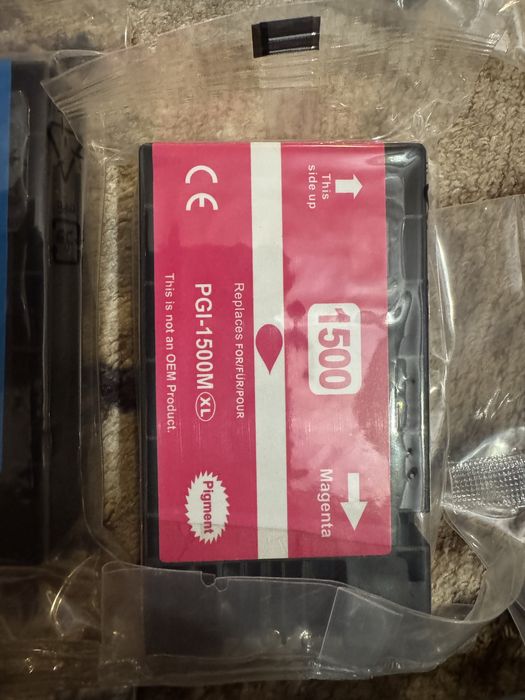 This
side up
1500
Magenta
CE
Replaces FOR/FÜR/POUR
PGI-1500M XL
This is not an OEM Product.
Pigment